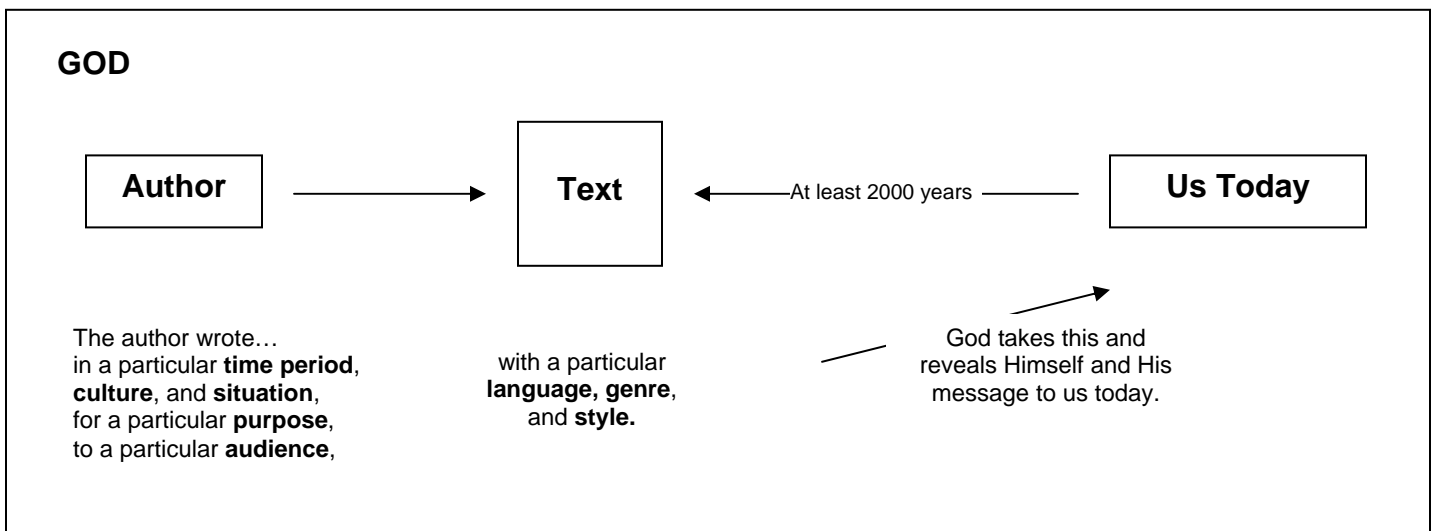 GOD
Author
Text
At least 2000 years
Us Today
The author wrote…
in a particular time period,
culture, and situation,
for a particular purpose,
to a particular audience,
with a particular
language, genre,
and style.
God takes this and
reveals Himself and His
message to us today.